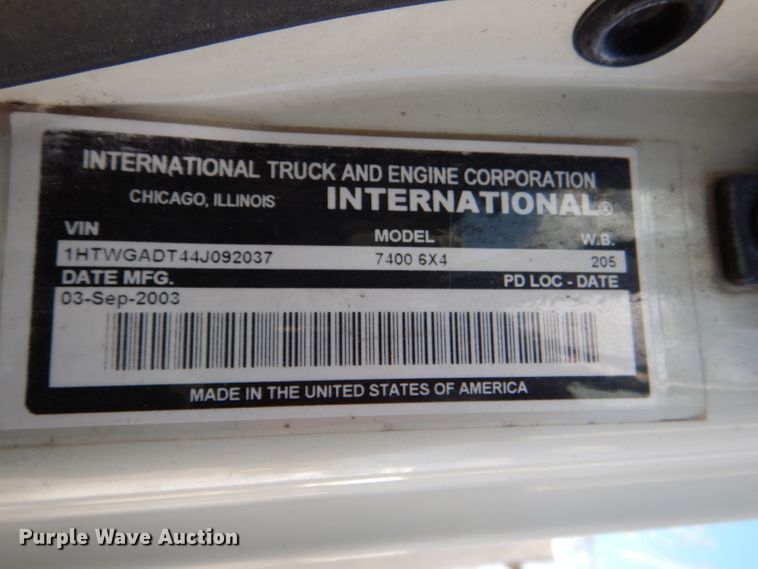 INTERNATIONAL TRUCK AND ENGINE CORPORATION
CHICAGO, ILLINOIS INTERNATIONAL®
VIN MODEL W.B.
1HTWGADT44J092037 7400 6X4 205
DATE MFG. PD LOC - DATE
03-Sep-2003
MADE IN THE UNITED STATES OF AMERICA
Purple Wave Auction